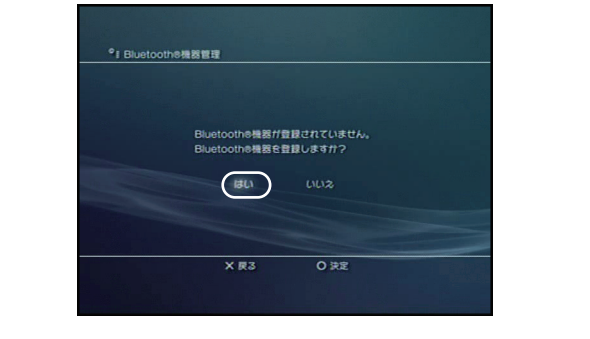 Bluetooth®機器管理
Bluetooth®機器が登録されていません。
Bluetooth®機器を登録しますか?
はい いいえ
✕ 戻る ○ 決定